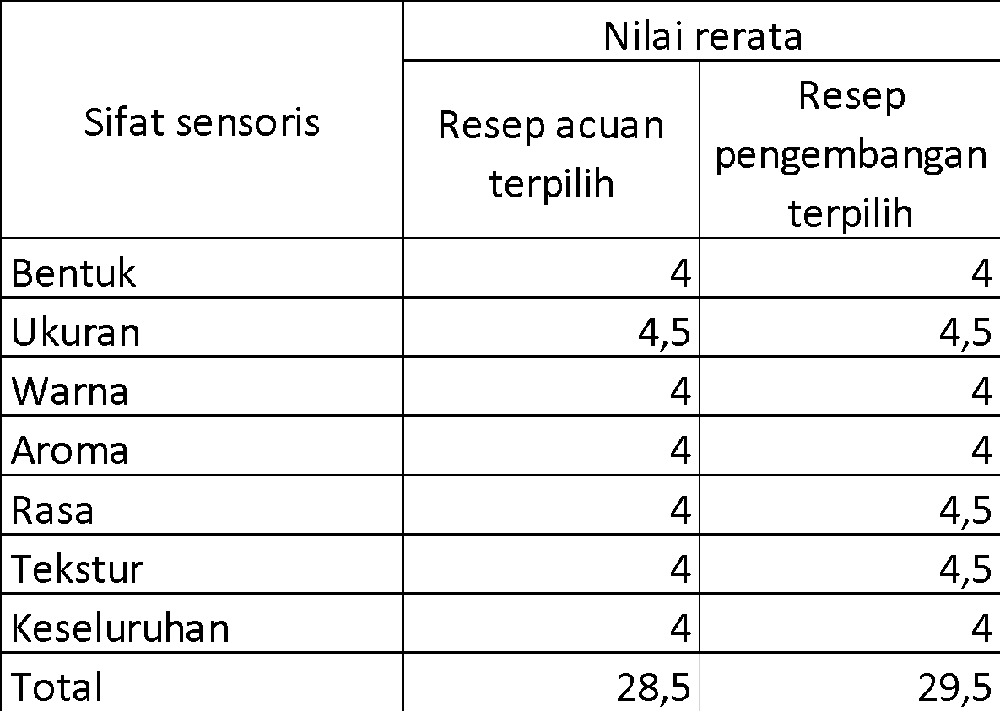 Sifat sensoris
Nilai rerata
Resep acuan
terpilih
Resep
pengembangan
terpilih
Bentuk 4 4
Ukuran 4,5 4,5
Warna 4 4
Aroma 4 4
Rasa 4 4,5
Tekstur 4 4,5
Keseluruhan 4 4
Total 28,5 29,5